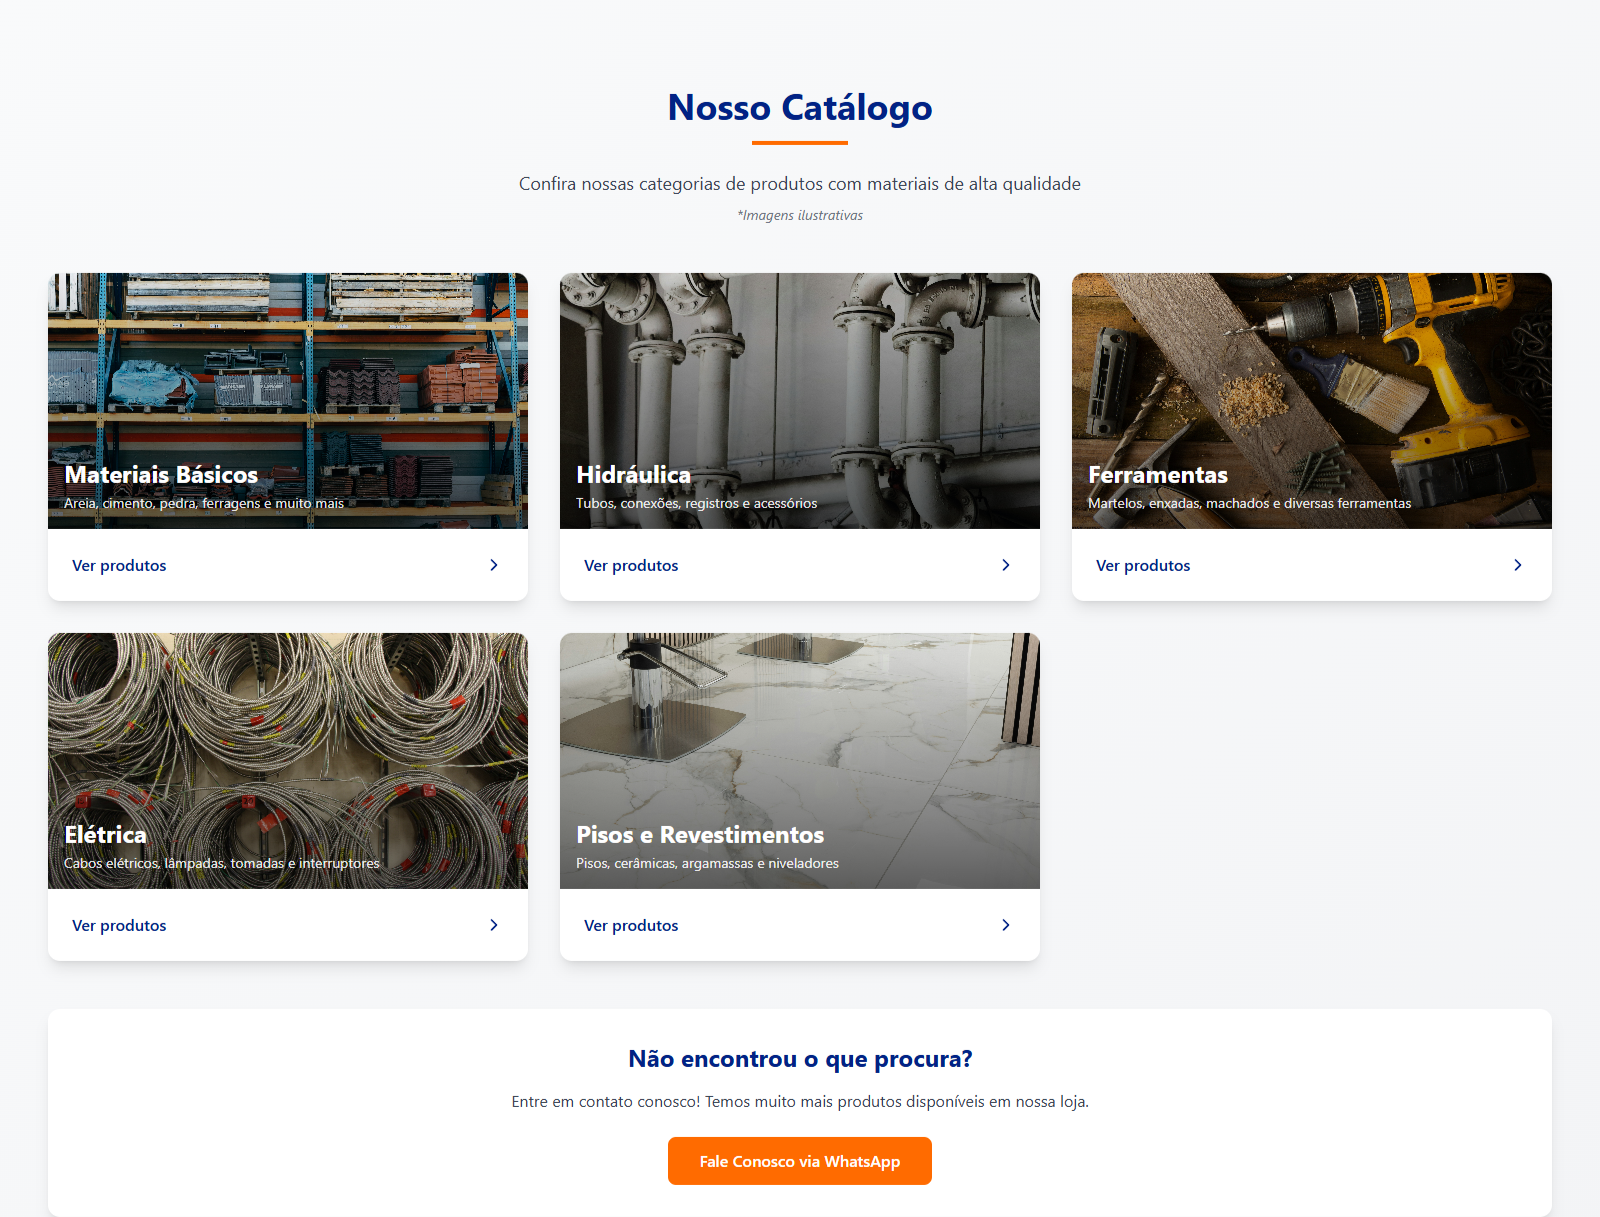 Nosso Catálogo
Confira nossas categorias de produtos com materiais de alta qualidade
*Imagens ilustrativas
Materiais Básicos
Areia, cimento, pedra, ferragens e muito mais
Ver produtos
Hidráulica
Tubos, conexões, registros e acessórios
Ver produtos
Ferramentas
Martelos, enxadas, machados e diversas ferramentas
Ver produtos
Elétrica
Cabos elétricos, lâmpadas, tomadas e interruptores
Ver produtos
Pisos e Revestimentos
Pisos, cerâmicas, argamassas e niveladores
Ver produtos
Não encontrou o que procura?
Entre em contato conosco! Temos muito mais produtos disponíveis em nossa loja.
Fale Conosco via WhatsApp